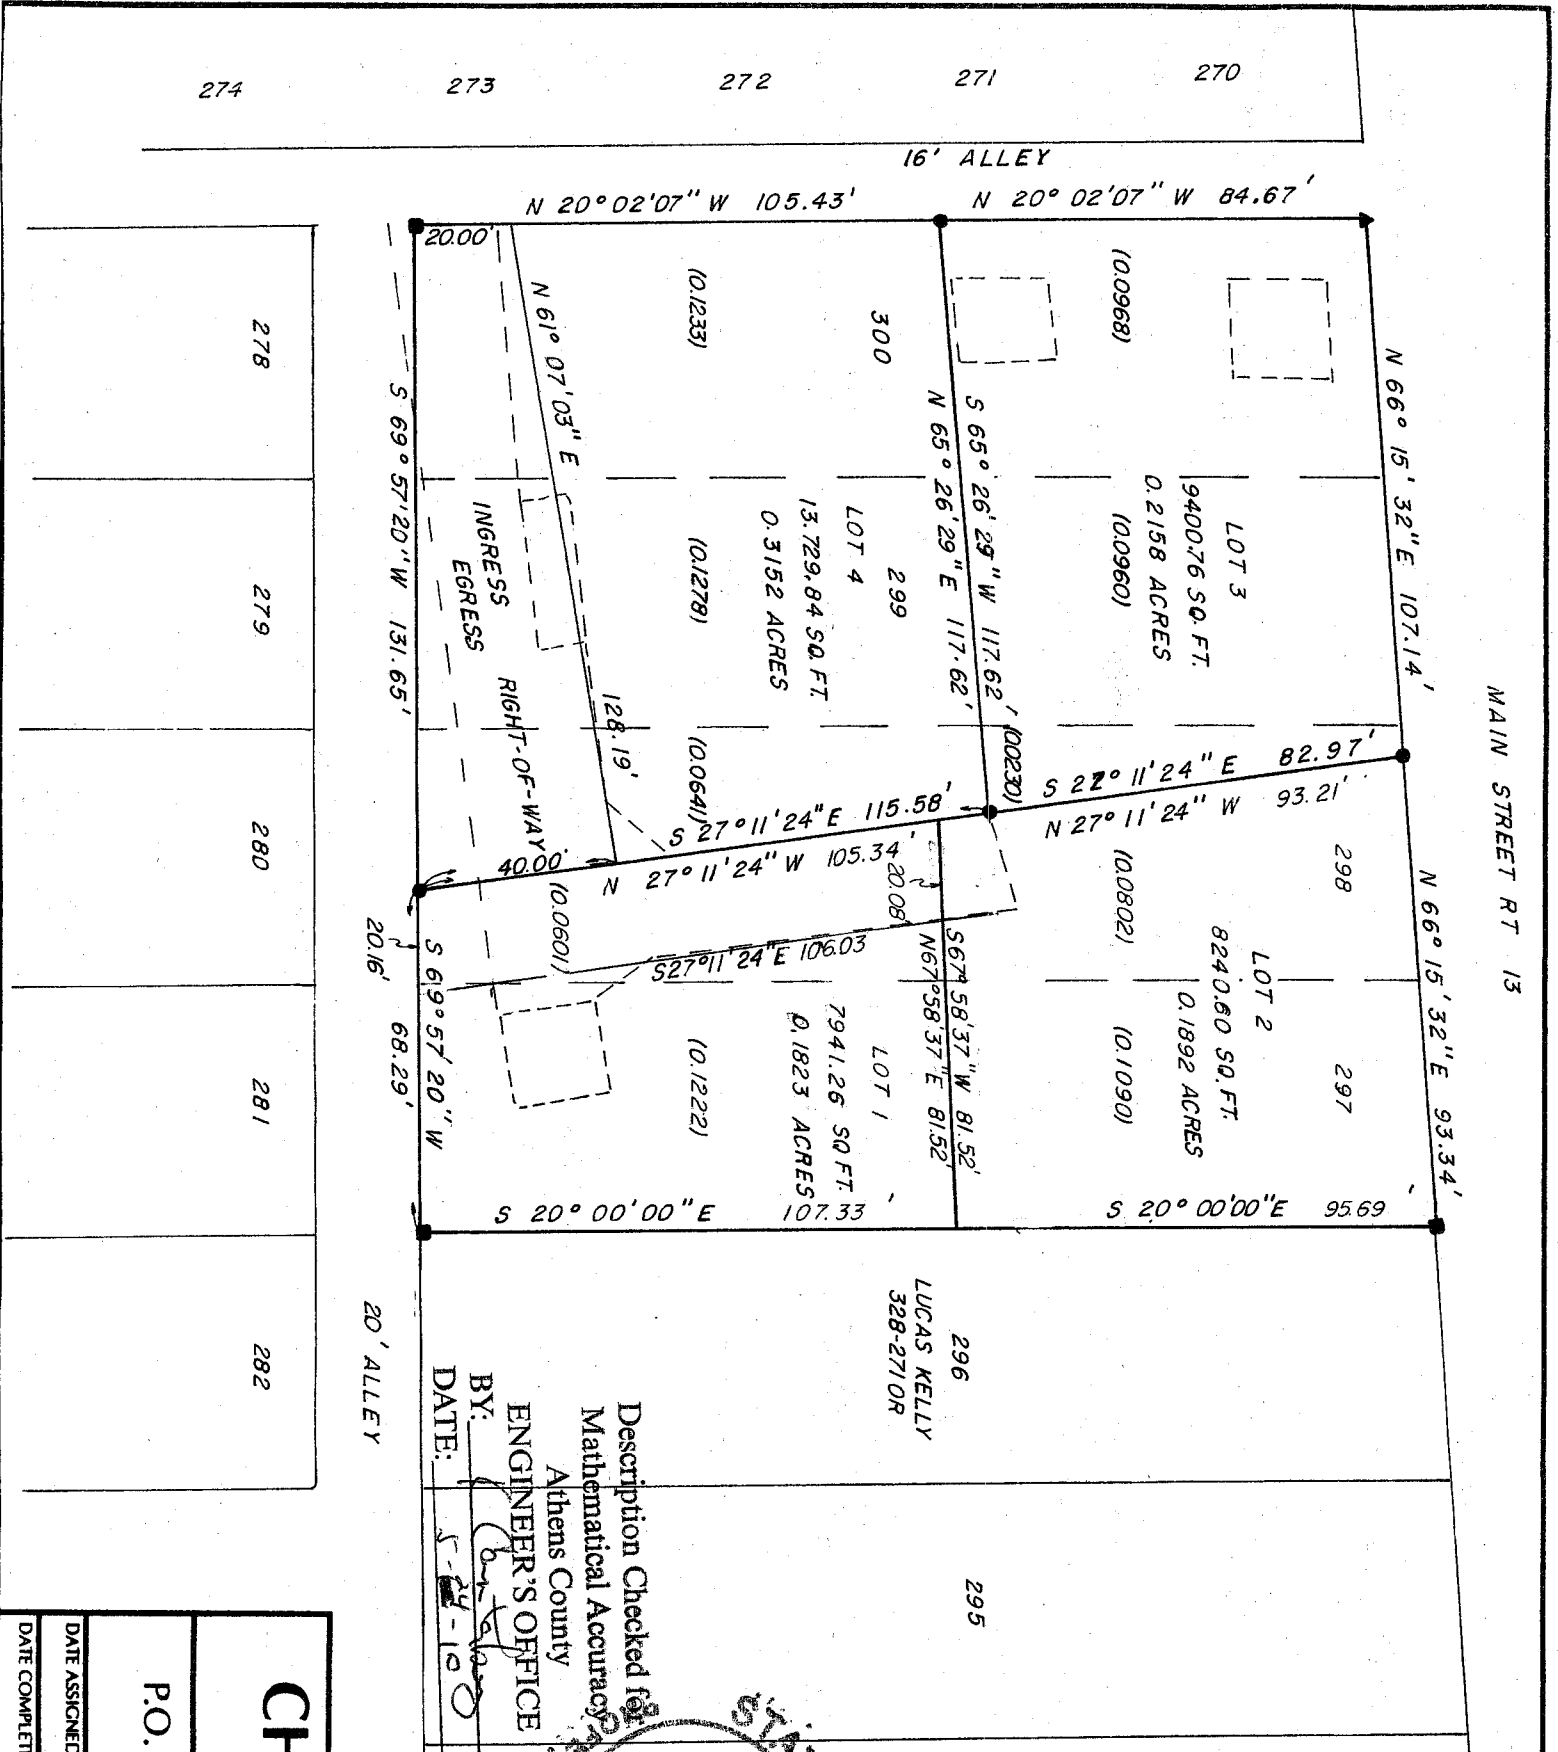 MAIN STREET RT 13
16' ALLEY
20' ALLEY
270
271
272
273
274
N 20° 02'07" W 84.67'
N 20° 02'07" W 105.43'
N 66° 15' 32" E 107.14'
N 66° 15' 32" E 93.34'
(0.0968)
LOT 3
9400.76 SQ. FT.
0.2158 ACRES
(0.0960)
(0.0230)
S 65° 26' 29" W 117.62'
N 65° 26' 29" E 117.62'
300
(0.1233)
299
LOT 4
13,729.84 SQ. FT.
0.3152 ACRES
(0.1278)
(0.0641)
S 27° 11' 24" E 82.97'
N 27° 11' 24" W 93.21'
S 27° 11' 24" E 115.58'
N 27° 11' 24" W 105.34'
40.00'
20.00'
N 61° 07' 03" E
128.19'
INGRESS
EGRESS
RIGHT-OF-WAY
S 69° 57' 20" W 131.65'
298
(0.0802)
LOT 2
8240.60 SQ. FT.
0.1892 ACRES
297
(0.1090)
20.08'
S67° 58' 37" W 81.52'
N67° 58' 37" E 81.52'
S27° 11' 24" E 106.03
(0.0601)
LOT 1
7941.26 SQ FT.
0.1823 ACRES
(0.1222)
20.16'
S 69° 57' 20" W
68.29'
S 20° 00' 00" E 107.33'
S 20° 00' 00" E 95.69'
278
279
280
281
282
296
LUCAS KELLY
328-271 OR
295
Description Checked for
Mathematical Accuracy
Athens County
ENGINEER'S OFFICE
BY:
DATE: 5-24-10
STA
CH
P.O.
DATE ASSIGNED
DATE COMPLET